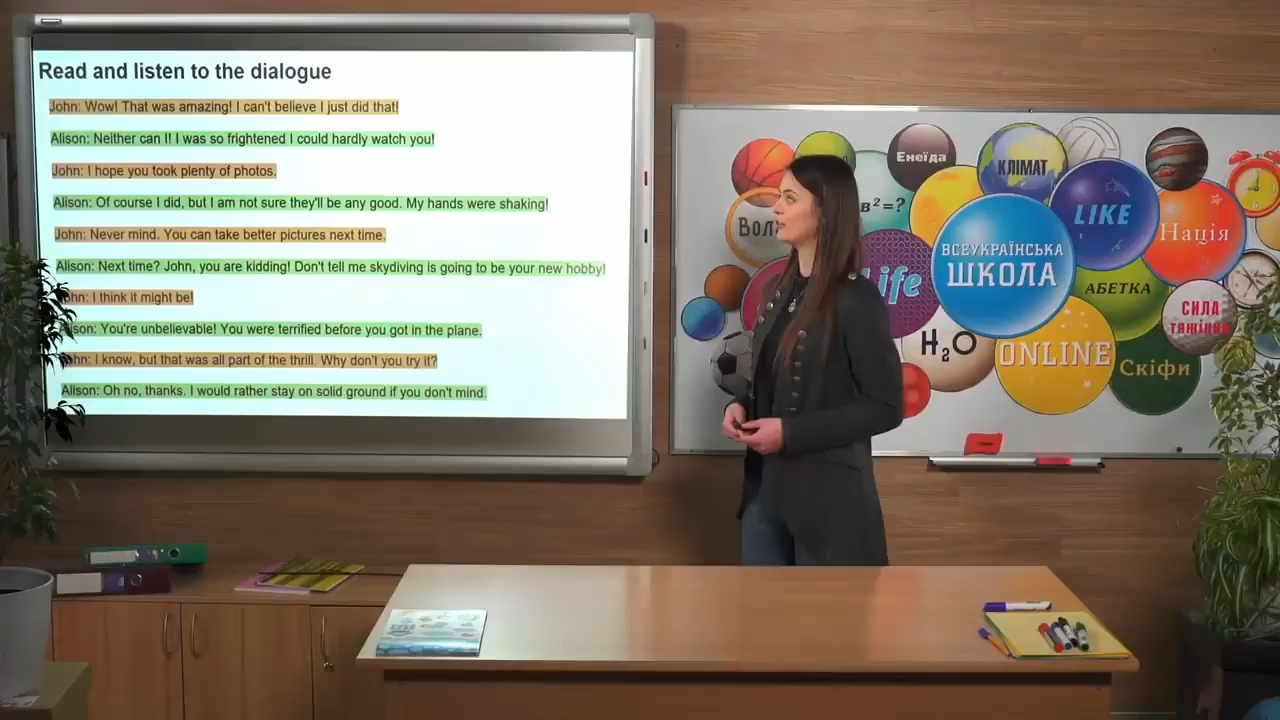 Read and listen to the dialogue
John: Wow! That was amazing! I can't believe I just did that!
Alison: Neither can I! I was so frightened I could hardly watch you!
John: I hope you took plenty of photos.
Alison: Of course I did, but I am not sure they'll be any good. My hands were shaking!
John: Never mind. You can take better pictures next time.
Alison: Next time? John, you are kidding! Don't tell me skydiving is going to be your new hobby!
John: I think it might be!
Alison: You're unbelievable! You were terrified before you got in the plane.
John: I know, but that was all part of the thrill. Why don't you try it?
Alison: Oh no, thanks. I would rather stay on solid ground if you don't mind.
Енеїда
КЛІМАТ
в²=?
LIKE
Нація
ВСЕУКРАЇНСЬКА
ШКОЛА
Life
АБЕТКА
СИЛА
ТЯЖІННЯ
H₂O
ONLINE
Скіфи